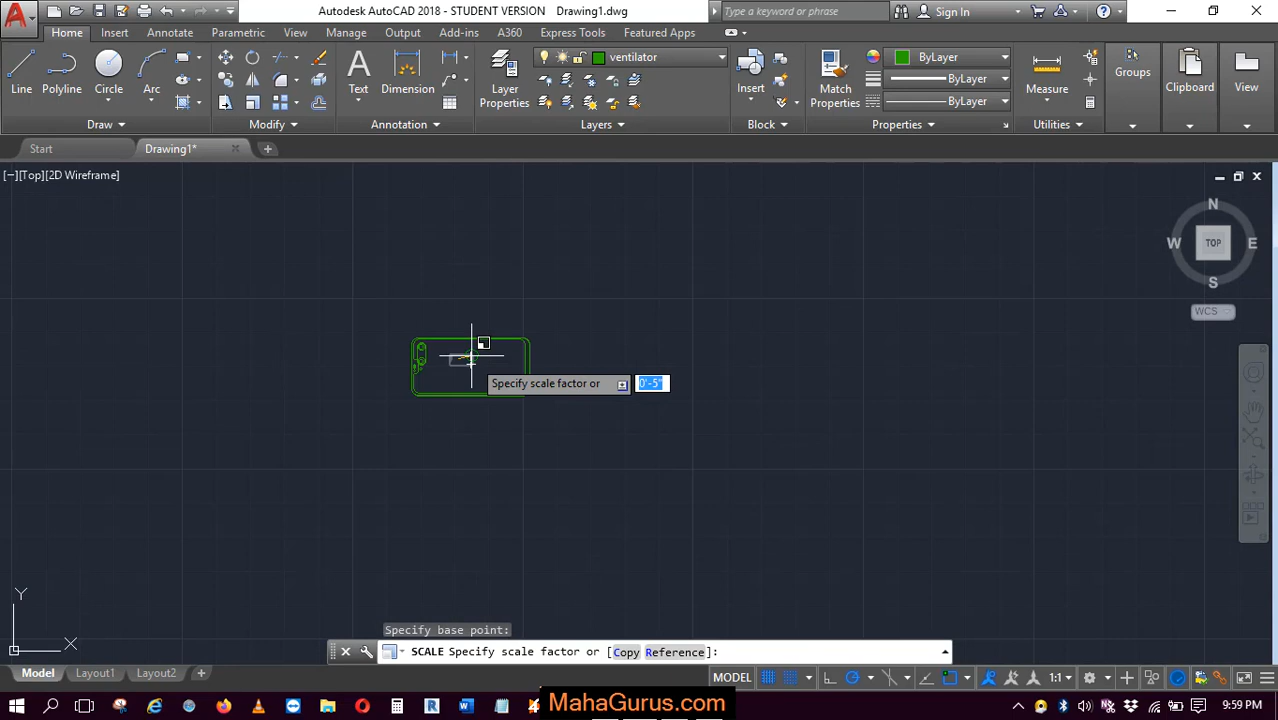 Autodesk AutoCAD 2018 - STUDENT VERSION Drawing1.dwg
Type a keyword or phrase
Sign In
Home Insert Annotate Parametric View Manage Output Add-ins A360 Express Tools Featured Apps
ventilator
ByLayer
ByLayer
ByLayer
Line Polyline Circle Arc Text Dimension Layer Properties Insert Match Properties Measure Groups Clipboard View
Draw Modify Annotation Layers Block Properties Utilities
Start Drawing1*
[−][Top][2D Wireframe]
N
W TOP E
S
WCS
Specify scale factor or 0'-5"
Y
X
Specify base point:
SCALE Specify scale factor or [Copy Reference]:
Model Layout1 Layout2
MODEL 1:1
MahaGurus.com
9:59 PM